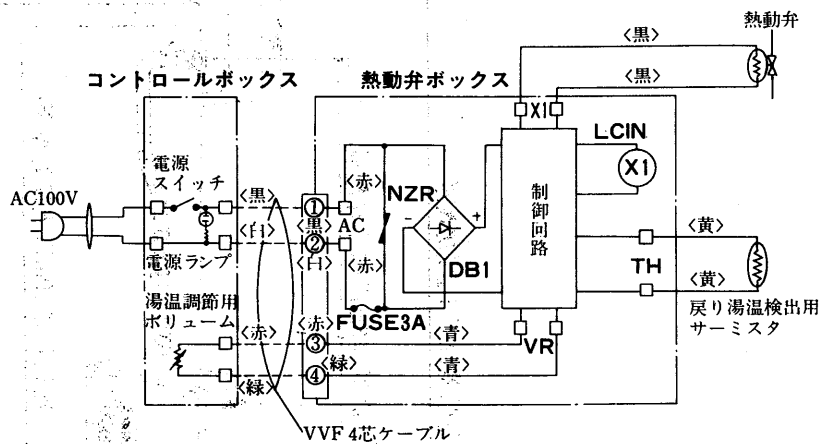 熱動弁
〈黒〉
〈黒〉
コントロールボックス
熱動弁ボックス
X1
LCIN
X1
電源
スイッチ
AC100V
〈黒〉
①
〈赤〉
NZR
〈黒〉
AC
〈白〉
②
〈白〉
〈赤〉
電源ランプ
- +
DB1
制御回路
〈黄〉
TH
〈黄〉
戻り湯温検出用
サーミスタ
湯温調節用
ボリューム
FUSE3A
〈赤〉
〈赤〉
③
〈青〉
VR
〈緑〉
④
〈緑〉
〈青〉
VVF 4芯ケーブル